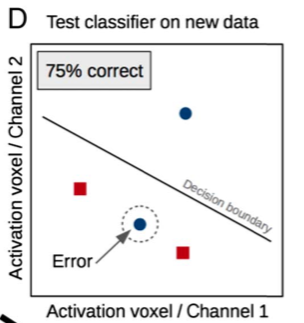 D
Test classifier on new data
75% correct
Activation voxel / Channel 2
Decision boundary
Error
Activation voxel / Channel 1